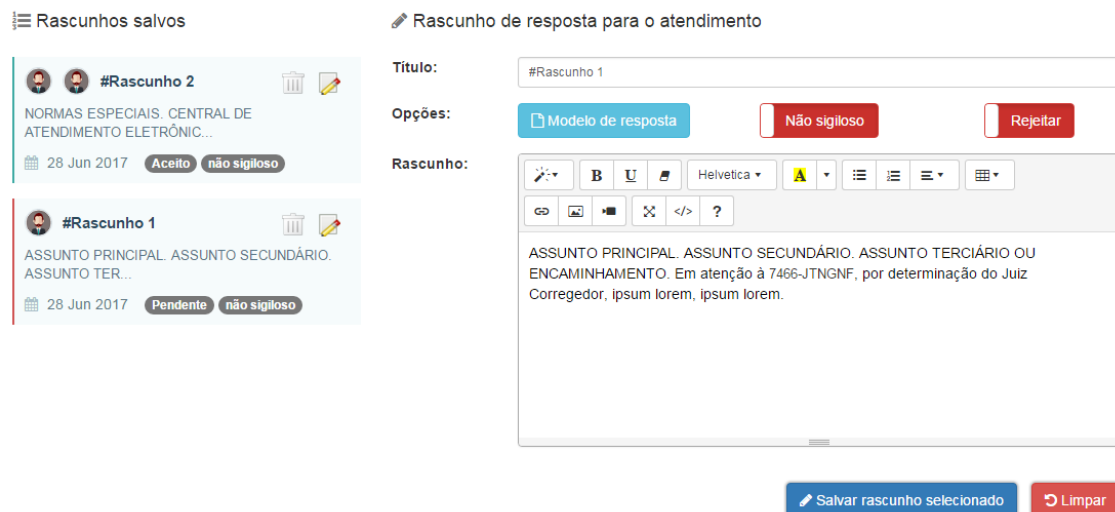 Rascunhos salvos
Rascunho de resposta para o atendimento
#Rascunho 2
NORMAS ESPECIAIS. CENTRAL DE
ATENDIMENTO ELETRÔNIC...
28 Jun 2017 Aceito não sigiloso
#Rascunho 1
ASSUNTO PRINCIPAL. ASSUNTO SECUNDÁRIO.
ASSUNTO TER...
28 Jun 2017 Pendente não sigiloso
Título: #Rascunho 1
Opções: Modelo de resposta Não sigiloso Rejeitar
Rascunho:
B U Helvetica A
</> ?
ASSUNTO PRINCIPAL. ASSUNTO SECUNDÁRIO. ASSUNTO TERCIÁRIO OU
ENCAMINHAMENTO. Em atenção à 7466-JTNGNF, por determinação do Juiz
Corregedor, ipsum lorem, ipsum lorem.
Salvar rascunho selecionado Limpar